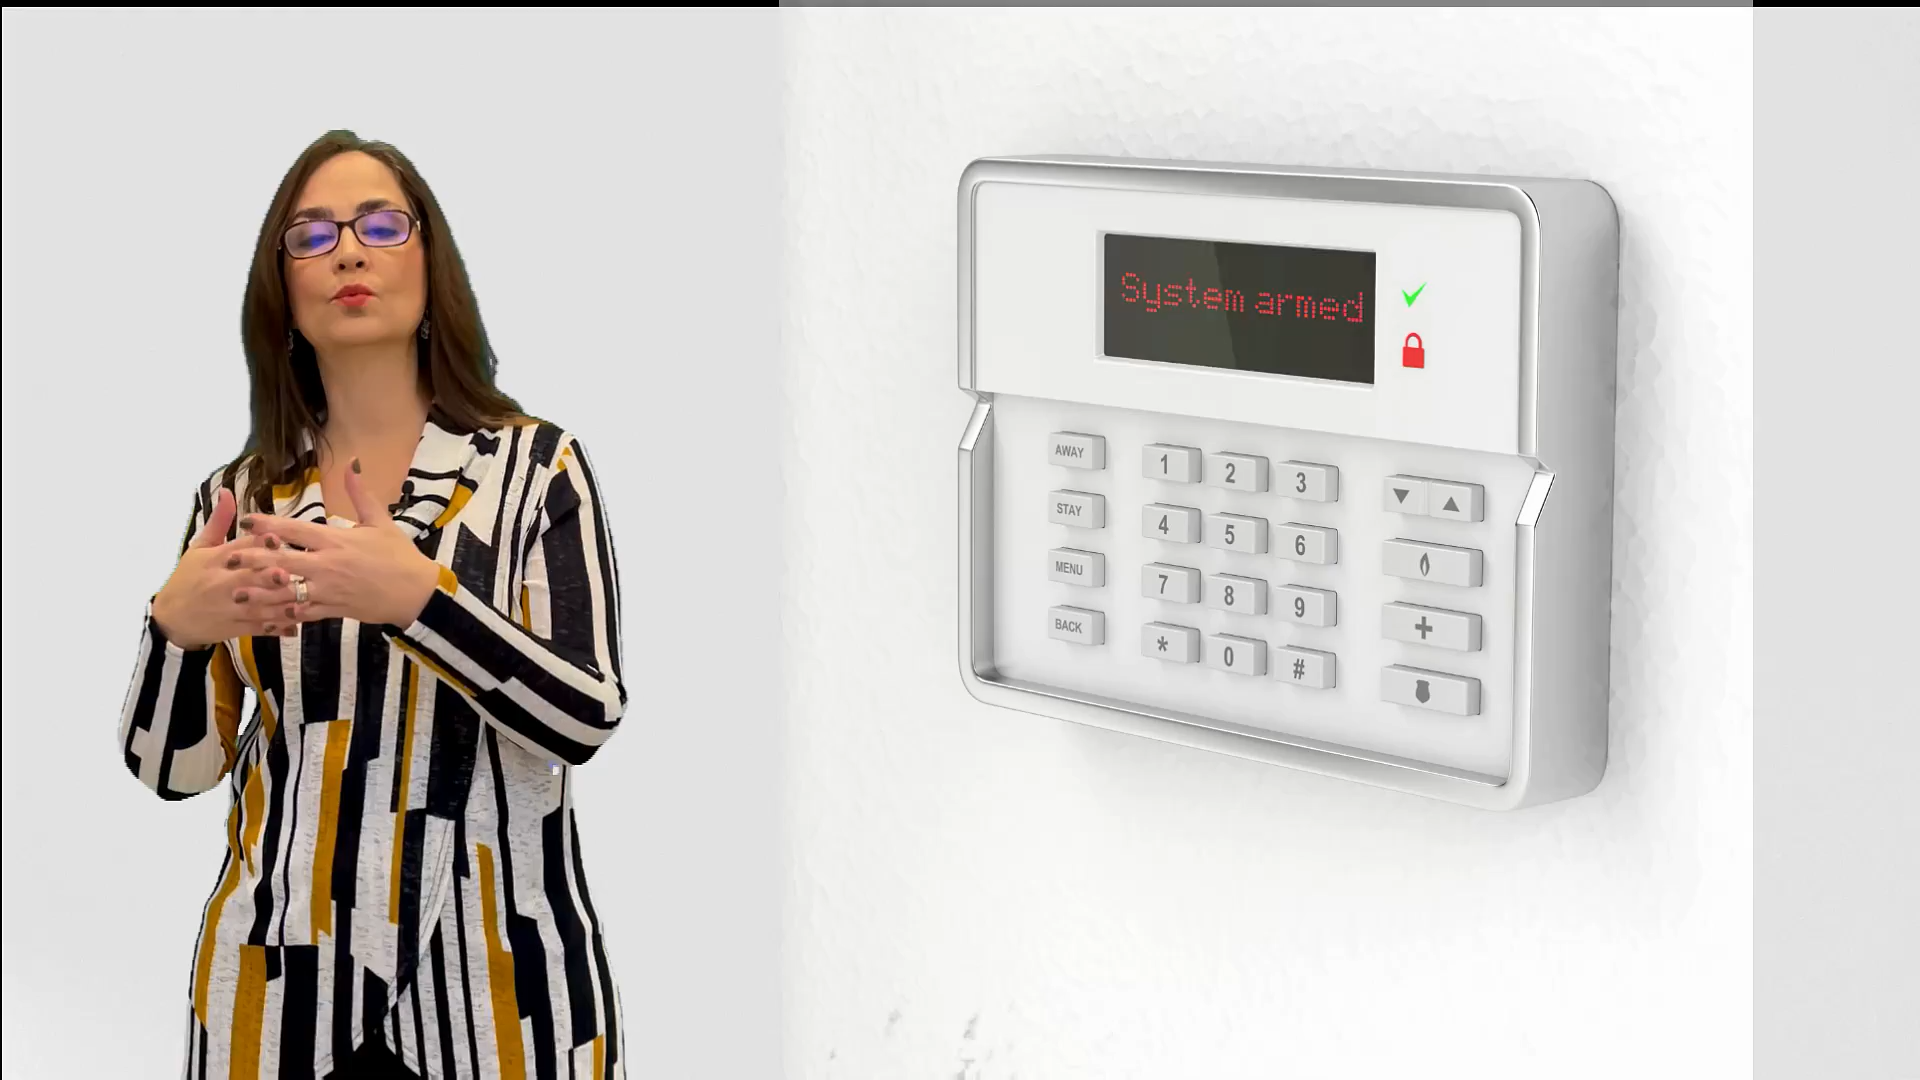 System armed
AWAY 1 2 3 ▼ ▲
STAY 4 5 6
MENU 7 8 9 +
BACK * 0 #